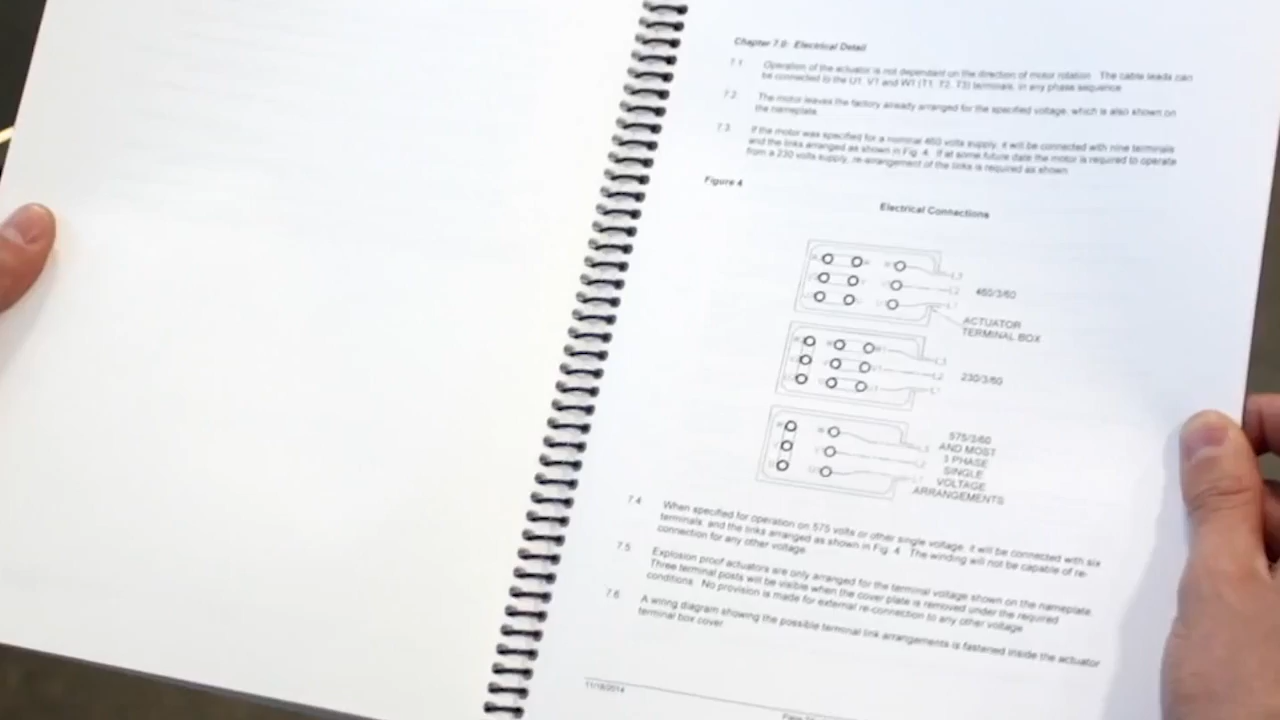 Chapter 7.0: Electrical Detail
7.1 Operation of the actuator is not dependant on the direction of motor rotation. The cable leads can
be connected to the U1, V1 and W1 (T1, T2, T3) terminals, in any phase sequence.
7.2 The motor leaves the factory already arranged for the specified voltage, which is also shown on
the nameplate.
7.3 If the motor was specified for a nominal 460 volts supply, it will be connected with nine terminals
and the links arranged as shown in Fig. 4. If at some future date the motor is required to operate
from a 230 volts supply, re-arrangement of the links is required as shown.
Figure 4
Electrical Connections
L3
L2
L1
460/3/60
ACTUATOR
TERMINAL BOX
L3
L2
L1
230/3/60
L3
L2
L1
575/3/60
AND MOST
3 PHASE
SINGLE
VOLTAGE
ARRANGEMENTS
7.4 When specified for operation on 575 volts or other single voltage, it will be connected with six
terminals, and the links arranged as shown in Fig. 4. The winding will not be capable of re-
connection for any other voltage.
7.5 Explosion proof actuators are only arranged for the terminal voltage shown on the nameplate.
Three terminal posts will be visible when the cover plate is removed under the required
conditions. No provision is made for external re-connection to any other voltage.
7.6 A wiring diagram showing the possible terminal link arrangements is fastened inside the actuator
terminal box cover.
11/18/2014